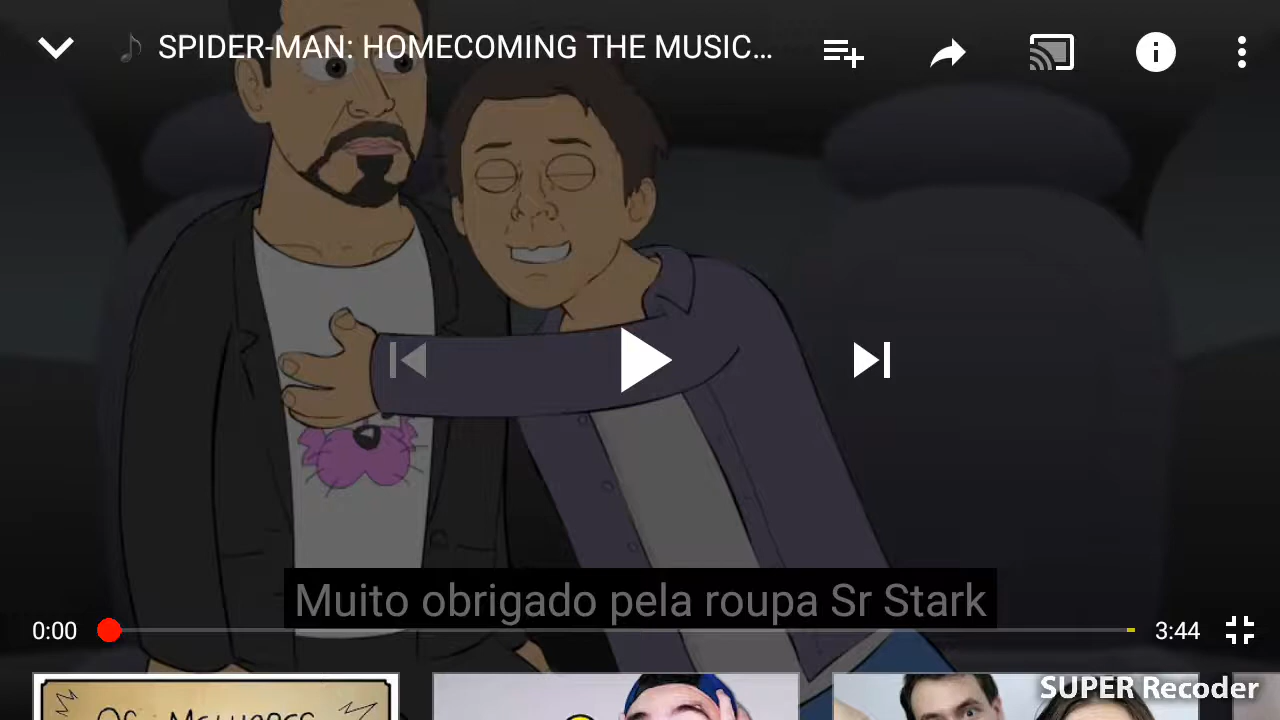 ♪ SPIDER-MAN: HOMECOMING THE MUSIC...
Muito obrigado pela roupa Sr Stark
0:00
3:44
SUPER Recoder